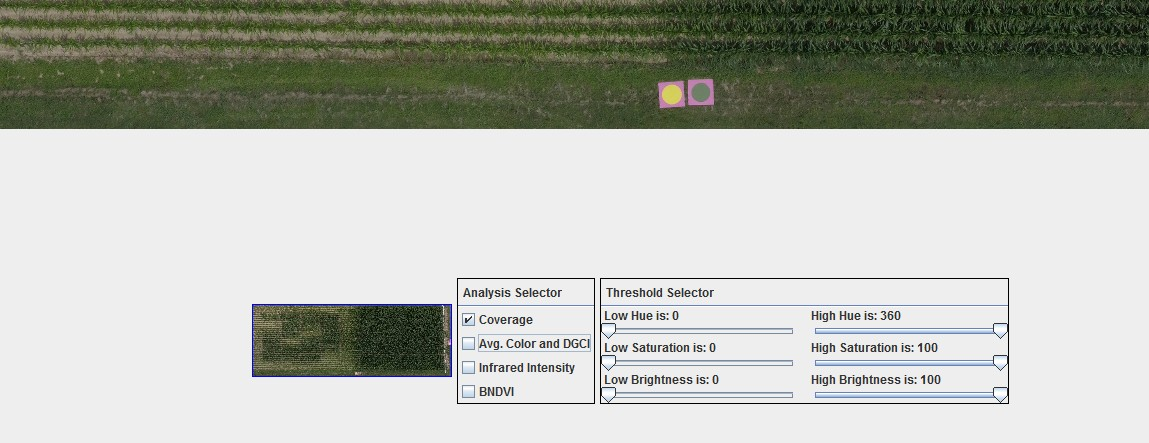 Analysis Selector
Coverage
Avg. Color and DGCI
Infrared Intensity
BNDVI
Threshold Selector
Low Hue is: 0
High Hue is: 360
Low Saturation is: 0
High Saturation is: 100
Low Brightness is: 0
High Brightness is: 100